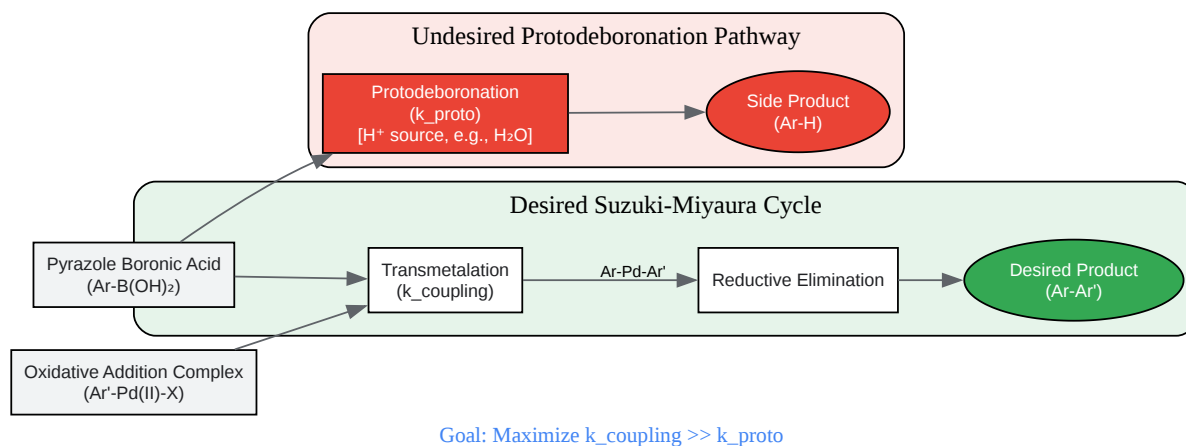 Undesired Protodeboronation Pathway
Protodeboronation
(k_proto)
[H⁺ source, e.g., H₂O]
Side Product
(Ar-H)
Desired Suzuki-Miyaura Cycle
Pyrazole Boronic Acid
(Ar-B(OH)₂)
Transmetalation
(k_coupling)
Ar-Pd-Ar'
Reductive Elimination
Desired Product
(Ar-Ar')
Oxidative Addition Complex
(Ar'-Pd(II)-X)
Goal: Maximize k_coupling >> k_proto